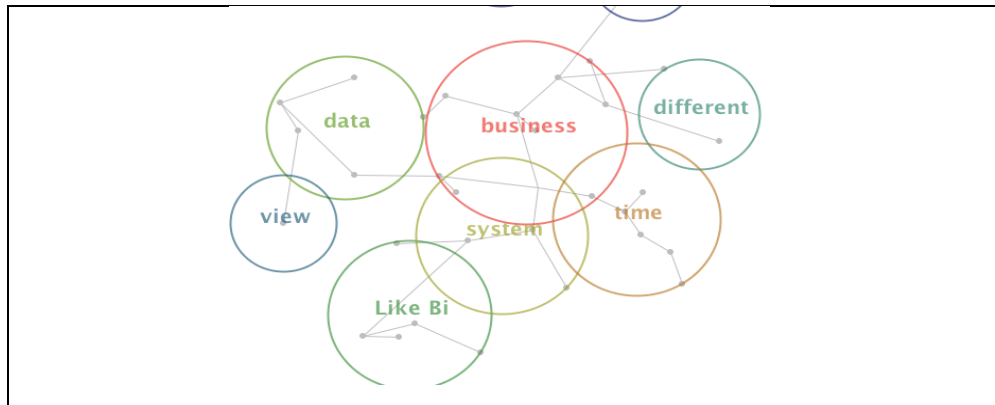 data
business
different
view
system
time
Like Bi